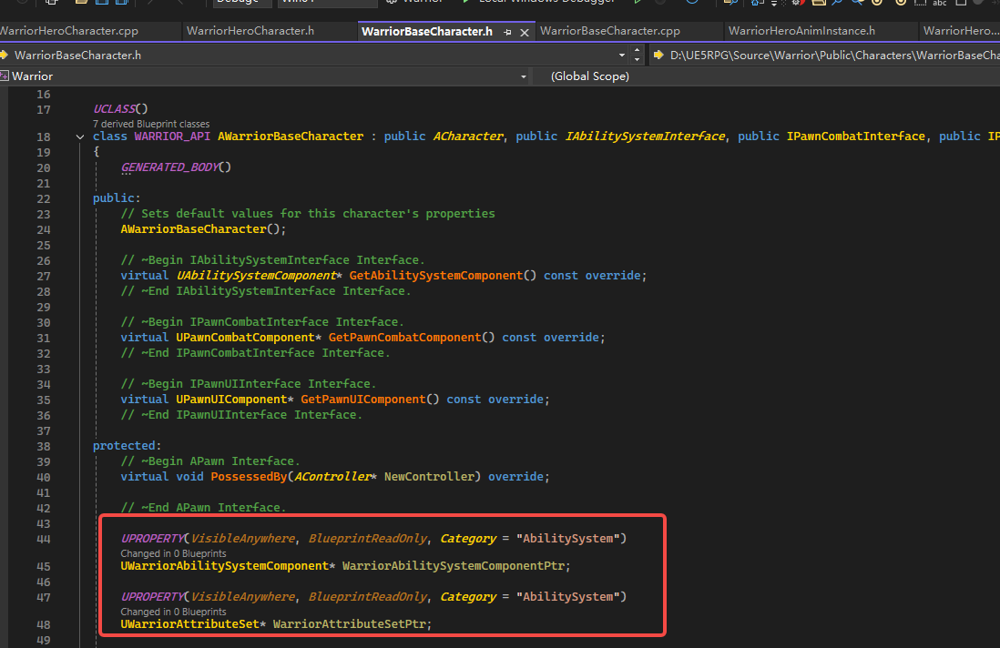 Warrior
Local Windows Debugger
abc
WarriorHeroCharacter.cpp
WarriorHeroCharacter.h
WarriorBaseCharacter.h
WarriorBaseCharacter.cpp
WarriorHeroAnimInstance.h
WarriorHero...
WarriorBaseCharacter.h
D:\UE5RPG\Source\Warrior\Public\Characters\WarriorBaseCha
Warrior
(Global Scope)
16
17 UCLASS()
7 derived Blueprint classes
18 class WARRIOR_API AWarriorBaseCharacter : public ACharacter, public IAbilitySystemInterface, public IPawnCombatInterface, public IP
19 {
20 GENERATED_BODY()
21
22 public:
23 // Sets default values for this character's properties
24 AWarriorBaseCharacter();
25
26 // ~Begin IAbilitySystemInterface Interface.
27 virtual UAbilitySystemComponent* GetAbilitySystemComponent() const override;
28 // ~End IAbilitySystemInterface Interface.
29
30 // ~Begin IPawnCombatInterface Interface.
31 virtual UPawnCombatComponent* GetPawnCombatComponent() const override;
32 // ~End IPawnCombatInterface Interface.
33
34 // ~Begin IPawnUIInterface Interface.
35 virtual UPawnUIComponent* GetPawnUIComponent() const override;
36 // ~End IPawnUIInterface Interface.
37
38 protected:
39 // ~Begin APawn Interface.
40 virtual void PossessedBy(AController* NewController) override;
41
42 // ~End APawn Interface.
43
44 UPROPERTY(VisibleAnywhere, BlueprintReadOnly, Category = "AbilitySystem")
Changed in 0 Blueprints
45 UWarriorAbilitySystemComponent* WarriorAbilitySystemComponentPtr;
46
47 UPROPERTY(VisibleAnywhere, BlueprintReadOnly, Category = "AbilitySystem")
Changed in 0 Blueprints
48 UWarriorAttributeSet* WarriorAttributeSetPtr;
49